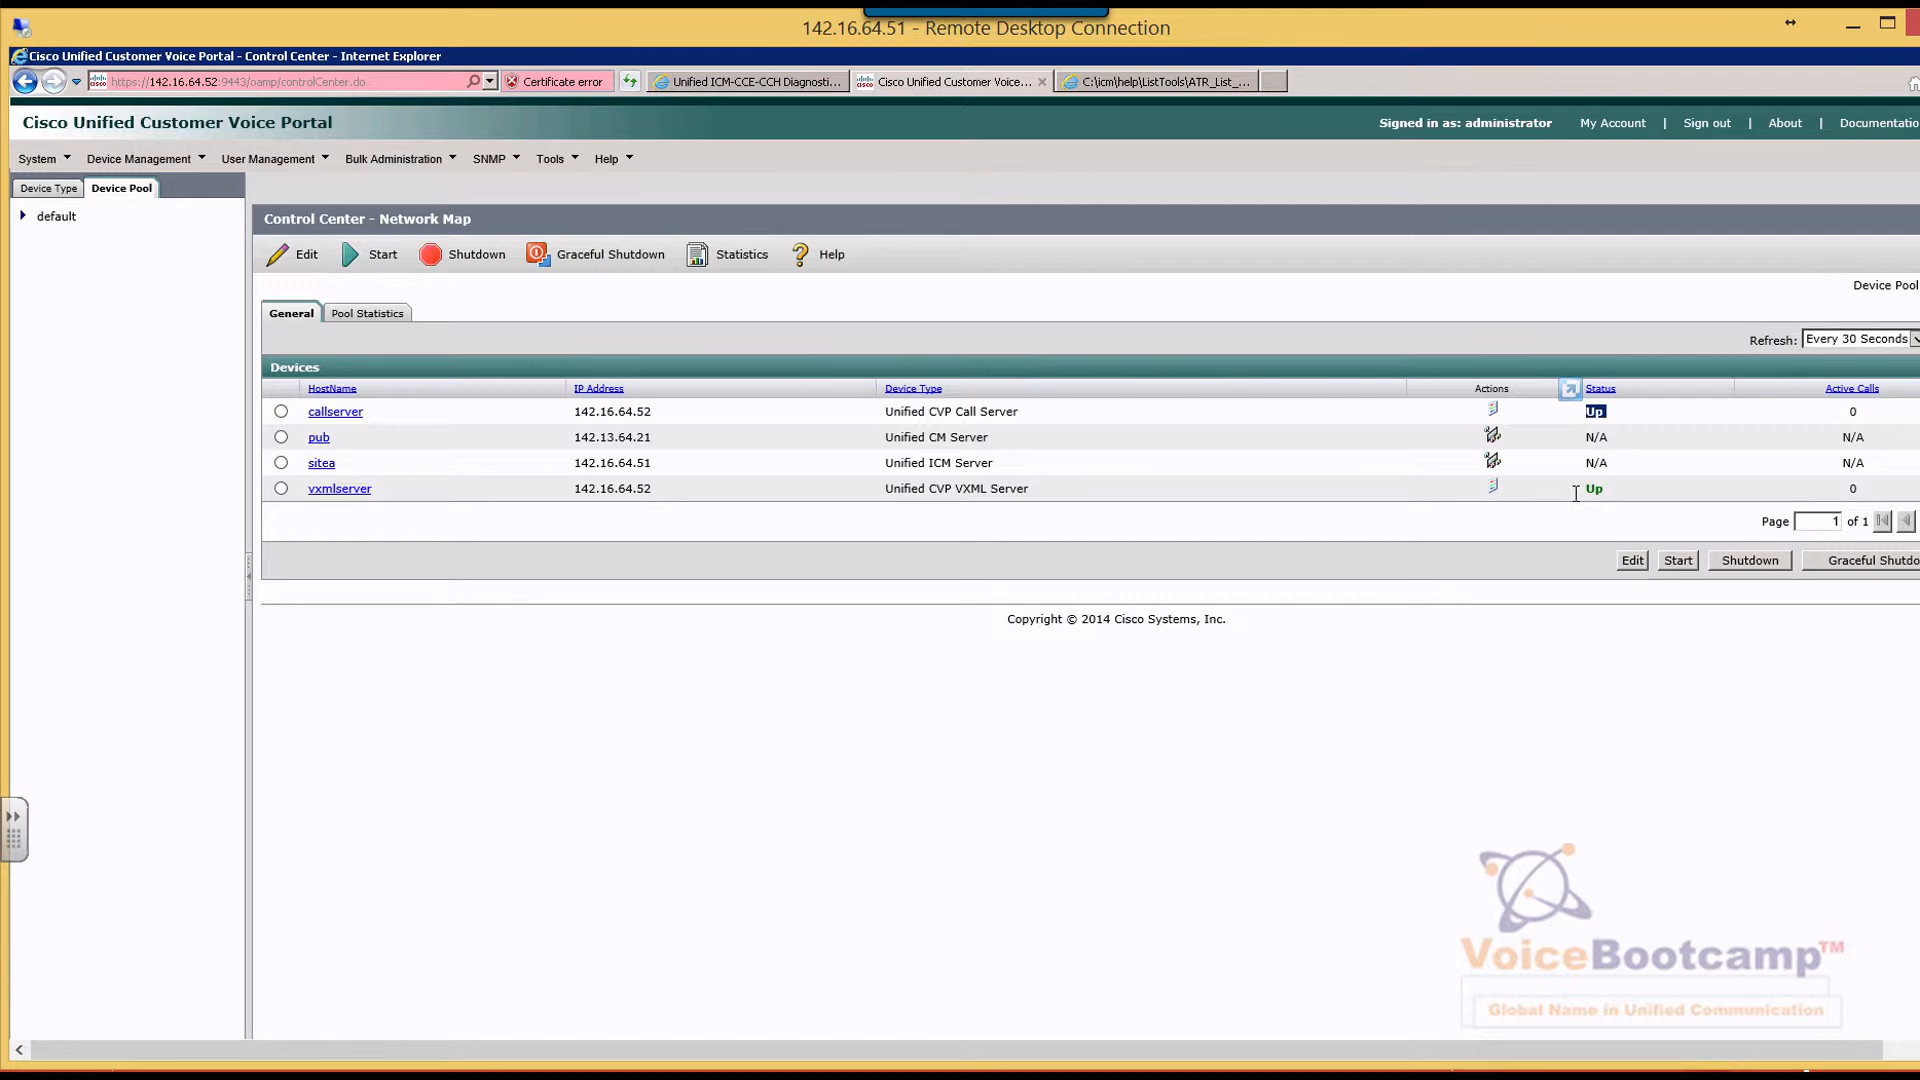 142.16.64.51 - Remote Desktop Connection
Cisco Unified Customer Voice Portal - Control Center - Internet Explorer
https://142.16.64.52:9443/oamp/controlCenter.do Certificate error Unified ICM-CCE-CCH Diagnosti... Cisco Unified Customer Voice... C:\icm\help\ListTools\ATR_List_...
Cisco Unified Customer Voice Portal Signed in as: administrator My Account | Sign out | About | Documentatio
System Device Management User Management Bulk Administration SNMP Tools Help
Device Type Device Pool
default
Control Center - Network Map
Edit Start Shutdown Graceful Shutdown Statistics Help
Device Pool
General Pool Statistics
Refresh: Every 30 Seconds
Devices
HostName IP Address Device Type Actions Status Active Calls
callserver 142.16.64.52 Unified CVP Call Server Up 0
pub 142.13.64.21 Unified CM Server N/A N/A
sitea 142.16.64.51 Unified ICM Server N/A N/A
vxmlserver 142.16.64.52 Unified CVP VXML Server Up 0
Page 1 of 1
Edit Start Shutdown Graceful Shutdo
Copyright © 2014 Cisco Systems, Inc.
VoiceBootcamp™
Global Name in Unified Communication